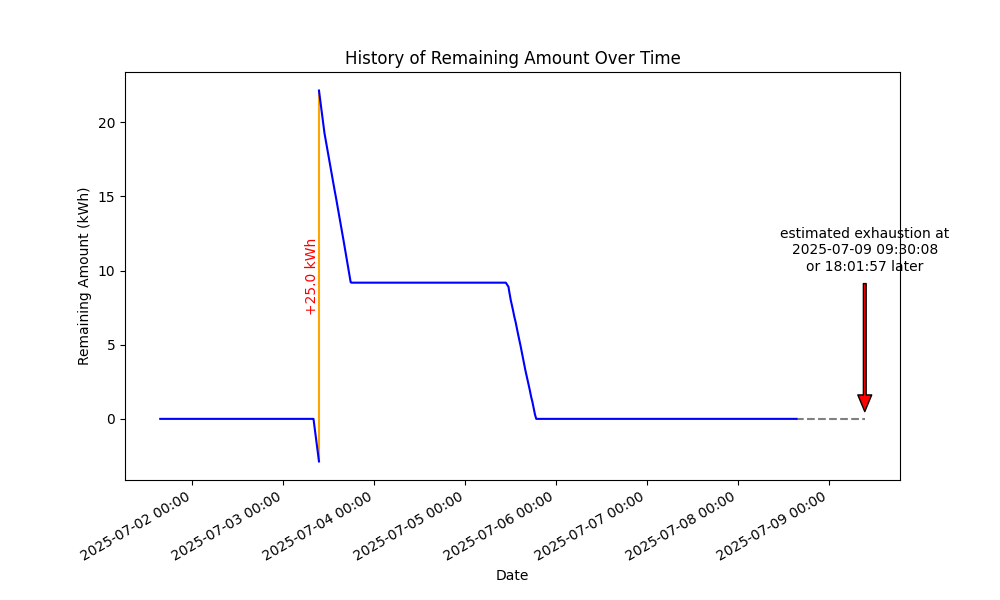 History of Remaining Amount Over Time
Remaining Amount (kWh)
20
15
10
5
0
+25.0 kWh
estimated exhaustion at
2025-07-09 09:30:08
or 18:01:57 later
2025-07-02 00:00
2025-07-03 00:00
2025-07-04 00:00
2025-07-05 00:00
2025-07-06 00:00
2025-07-07 00:00
2025-07-08 00:00
2025-07-09 00:00
Date